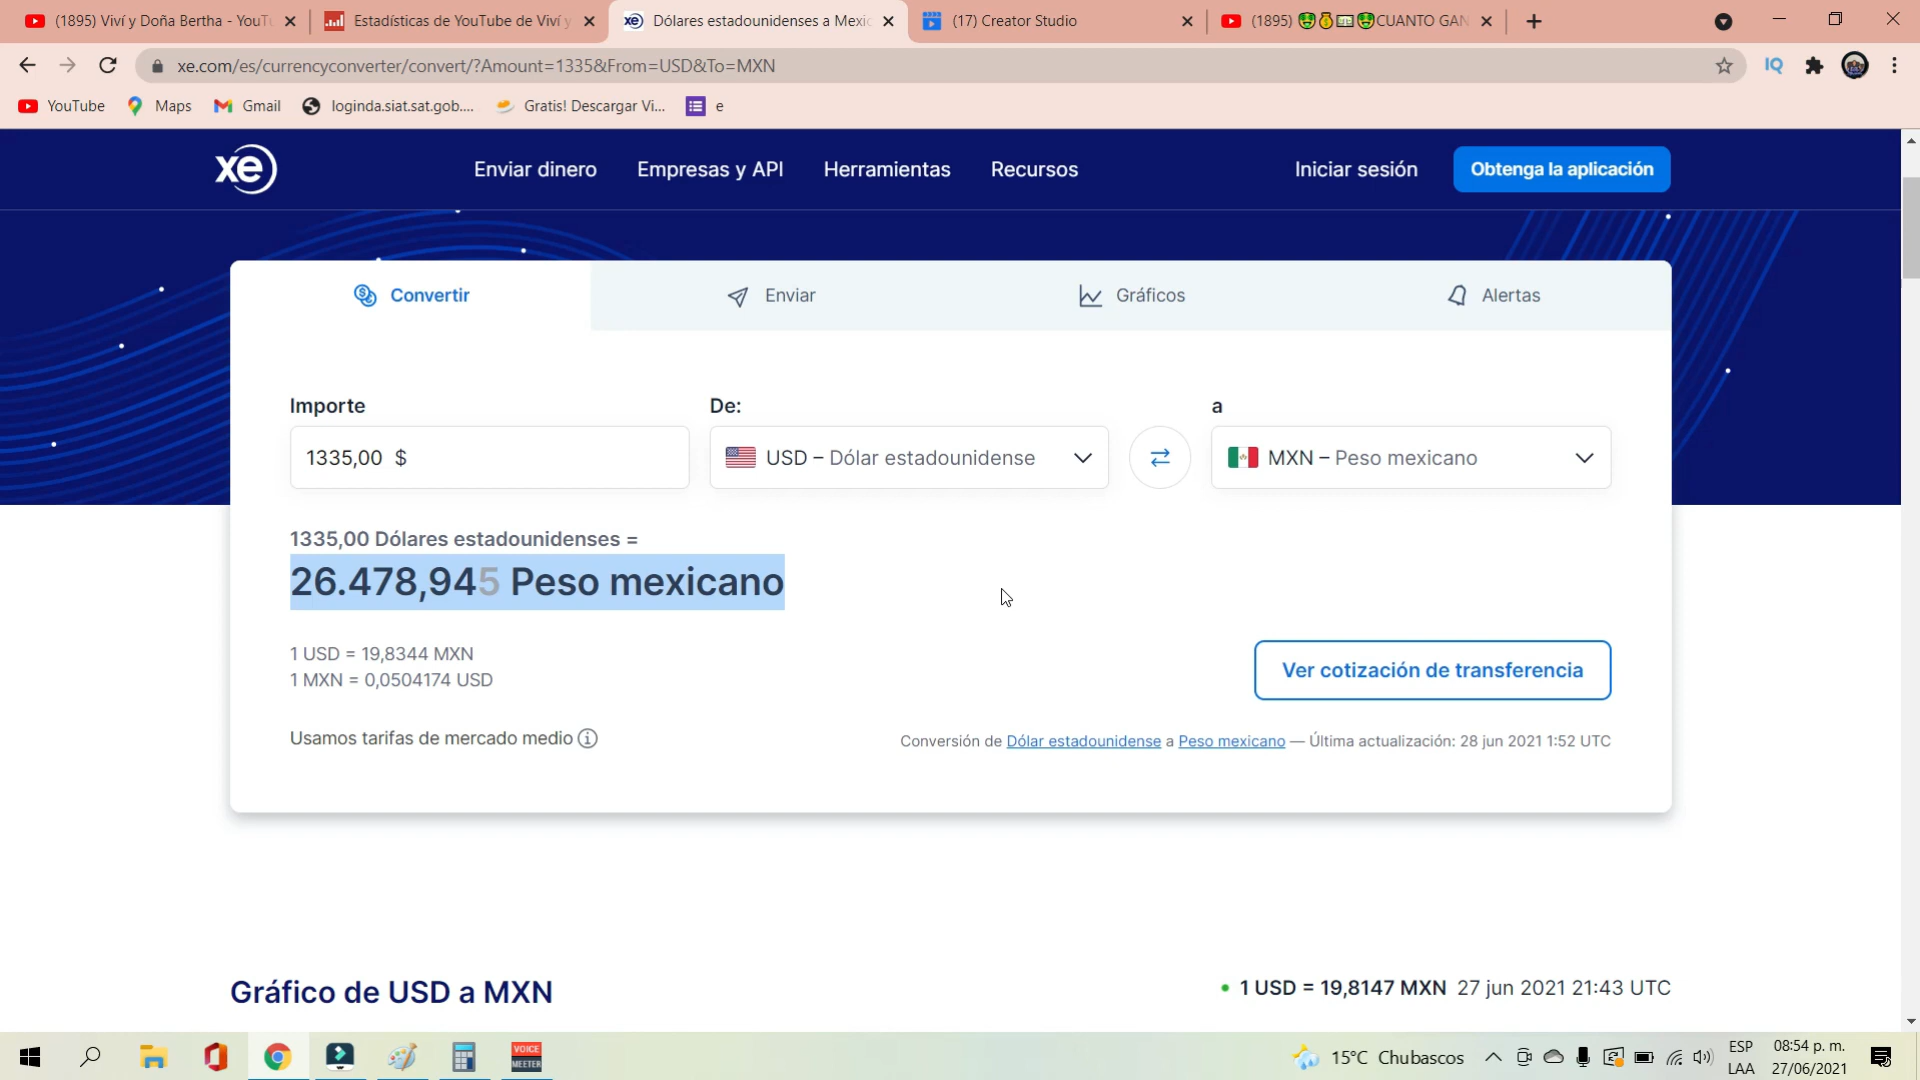 (1895) Viví y Doña Bertha - YouTu
Estadísticas de YouTube de Viví y
xe Dólares estadounidenses a Mexic
(17) Creator Studio
(1895) 🤑💰💵🤑CUANTO GAN
xe.com/es/currencyconverter/convert/?Amount=1335&From=USD&To=MXN
IQ
YouTube
Maps
Gmail
loginda.siat.sat.gob....
Gratis! Descargar Vi...
e
xe
Enviar dinero
Empresas y API
Herramientas
Recursos
Iniciar sesión
Obtenga la aplicación
Convertir
Enviar
Gráficos
Alertas
Importe
De:
a
1335,00 $
USD – Dólar estadounidense
MXN – Peso mexicano
1335,00 Dólares estadounidenses =
26.478,945 Peso mexicano
1 USD = 19,8344 MXN
1 MXN = 0,0504174 USD
Ver cotización de transferencia
Usamos tarifas de mercado medio
Conversión de Dólar estadounidense a Peso mexicano — Última actualización: 28 jun 2021 1:52 UTC
Gráfico de USD a MXN
1 USD = 19,8147 MXN 27 jun 2021 21:43 UTC
VOICE
MEETER
15°C Chubascos
ESP
LAA
08:54 p. m.
27/06/2021